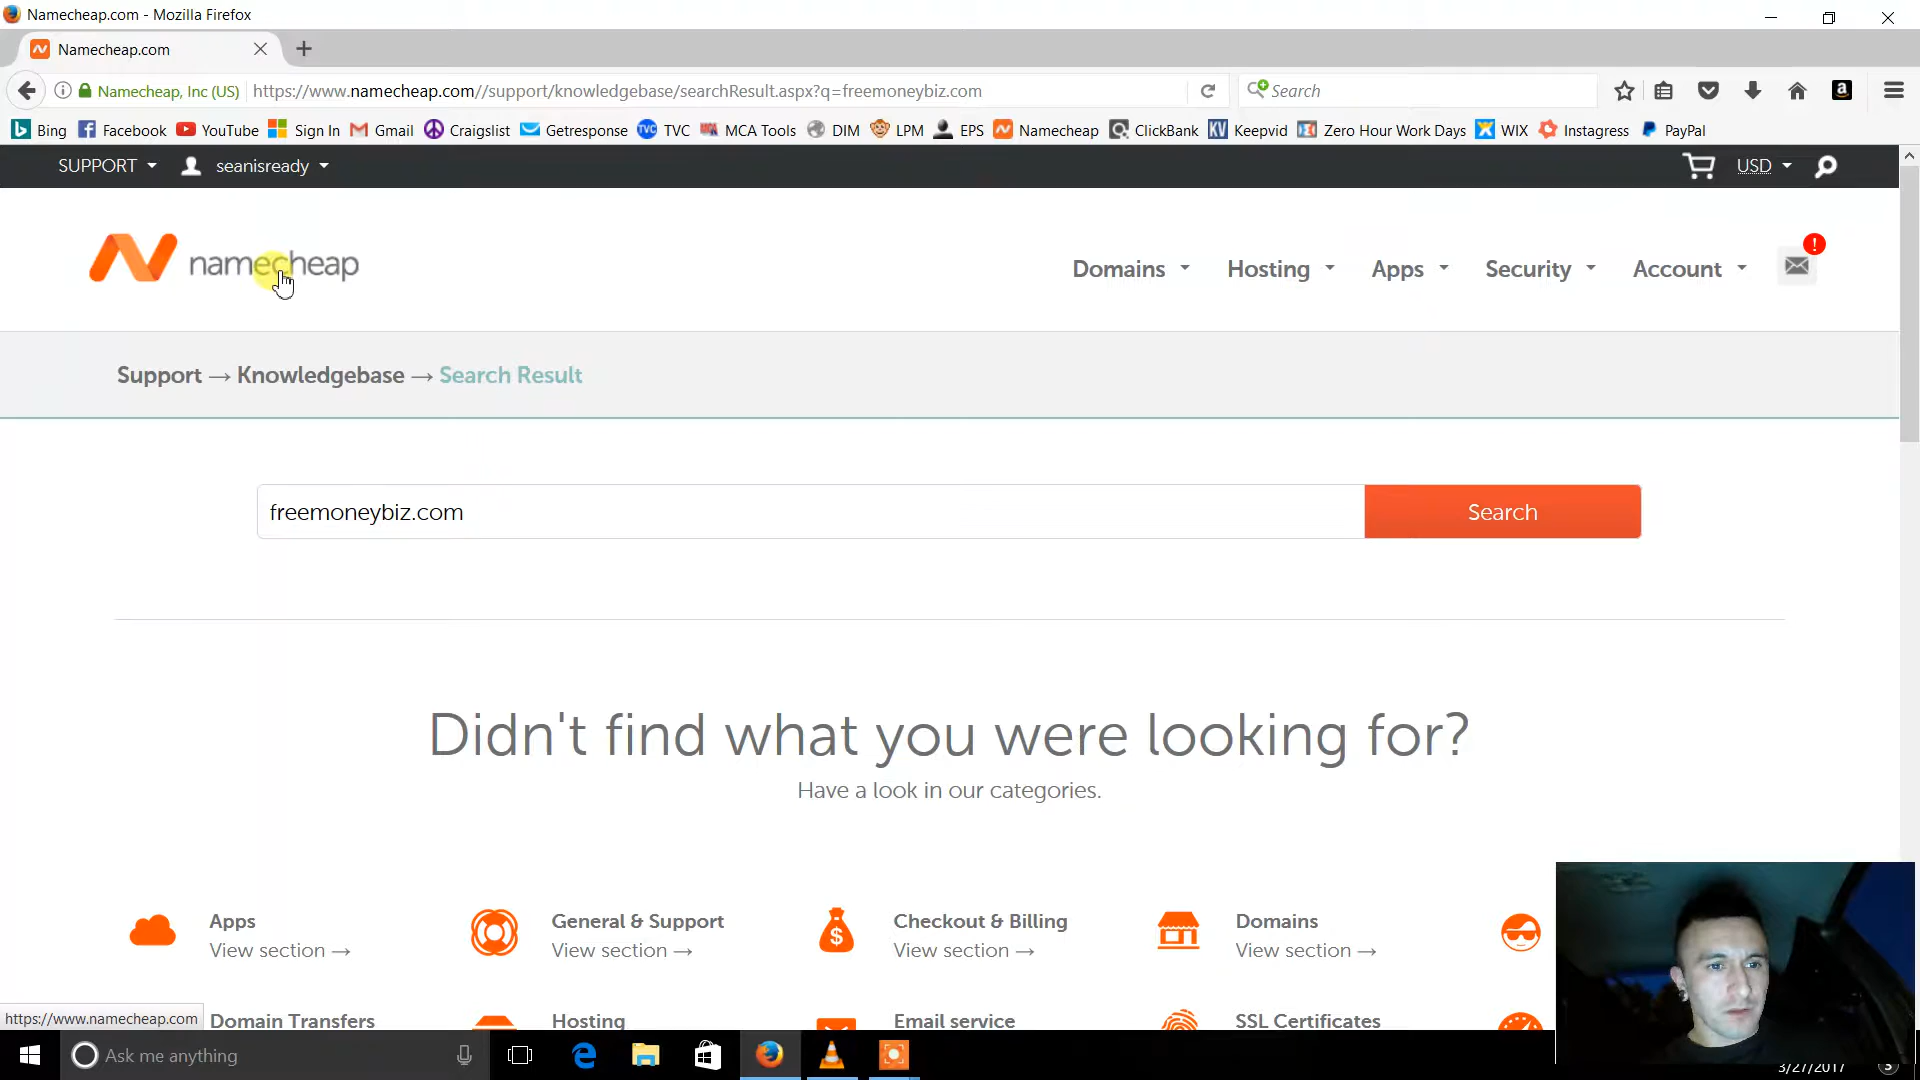 Namecheap.com - Mozilla Firefox
Namecheap.com
Namecheap, Inc (US) https://www.namecheap.com//support/knowledgebase/searchResult.aspx?q=freemoneybiz.com Search
Bing Facebook YouTube Sign In Gmail Craigslist Getresponse TVC TVC MCA Tools DIM LPM EPS Namecheap ClickBank KV Keepvid Zero Hour Work Days WIX Instagress PayPal
SUPPORT seanisready USD
namecheap Domains Hosting Apps Security Account !
Support → Knowledgebase → Search Result
freemoneybiz.com Search
Didn't find what you were looking for?
Have a look in our categories.
Apps General & Support Checkout & Billing Domains
View section → View section → View section → View section →
https://www.namecheap.com
Domain Transfers Hosting Email service SSL Certificates
Ask me anything
3/27/2017 3